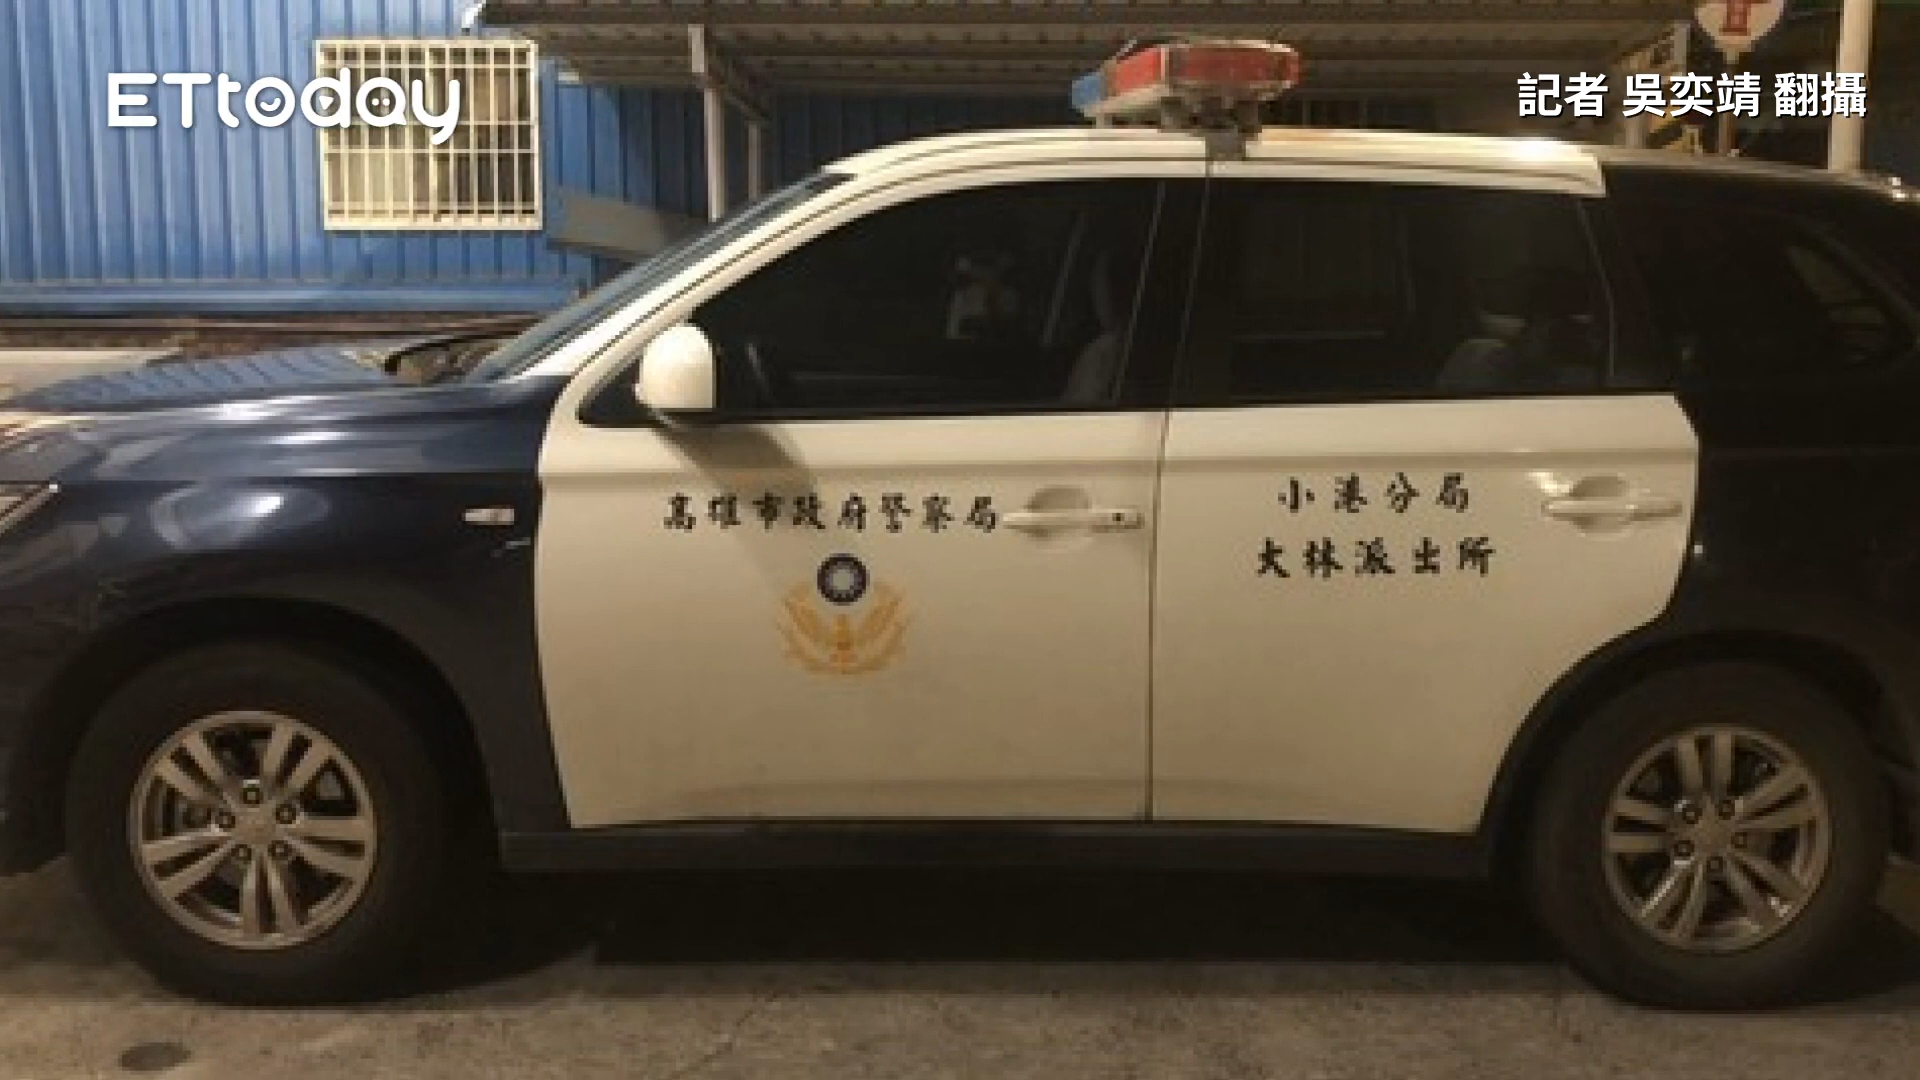 ETtoday
記者 吳奕靖 翻攝
高雄市政府警察局
小港分局
大林派出所